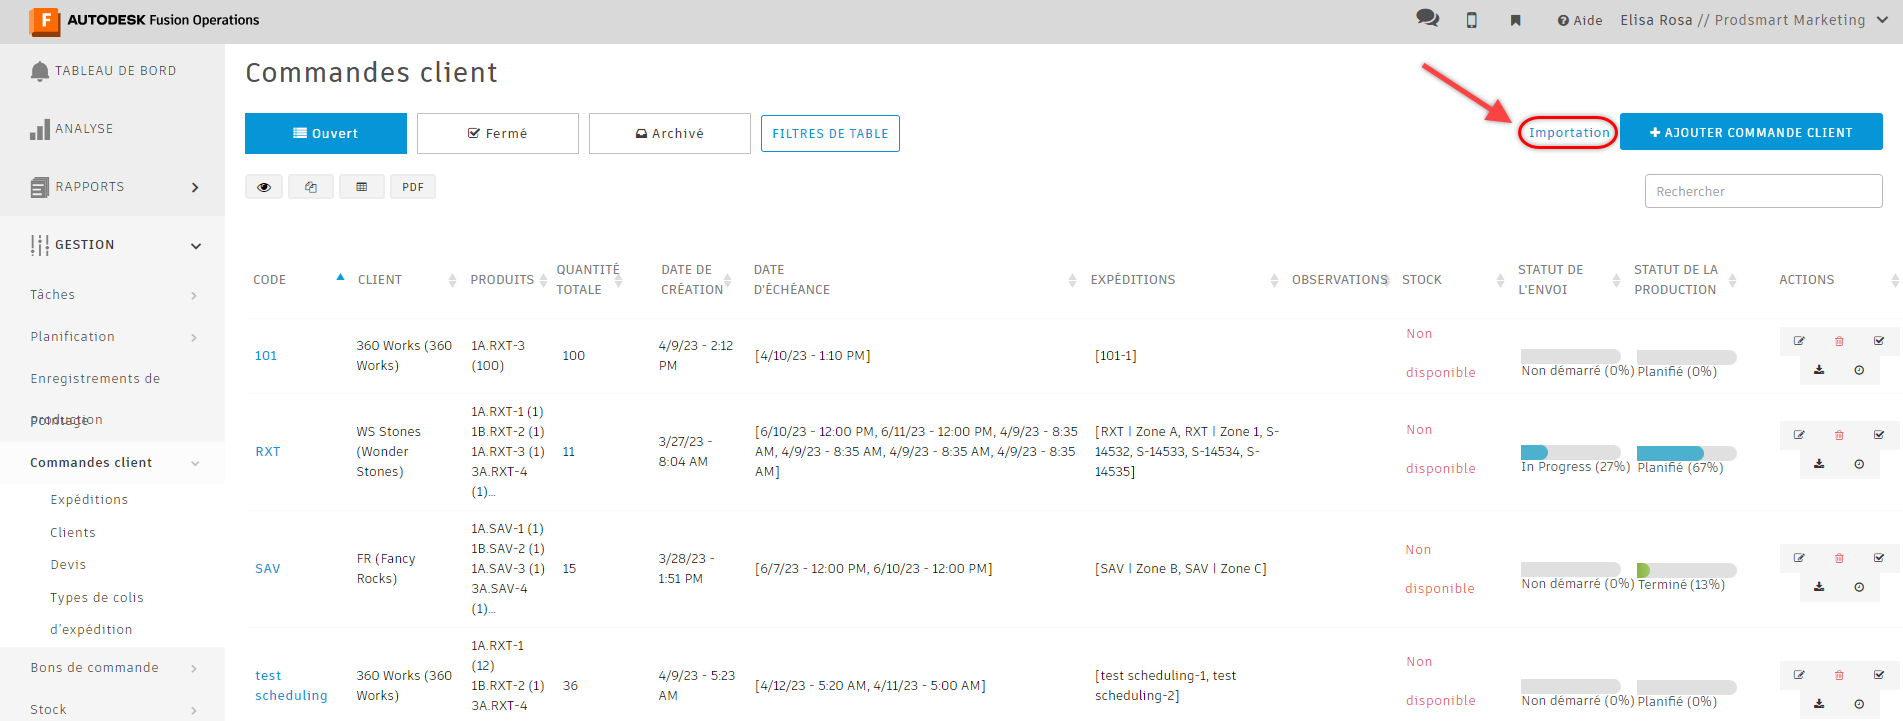 AUTODESK Fusion Operations
Aide
Elisa Rosa // Prodsmart Marketing
TABLEAU DE BORD
ANALYSE
RAPPORTS
GESTION
Tâches
Planification
Enregistrements de
production
Pointage
Commandes client
Expéditions
Clients
Devis
Types de colis
d'expédition
Bons de commande
Stock
Commandes client
Ouvert
Fermé
Archivé
FILTRES DE TABLE
Importation
AJOUTER COMMANDE CLIENT
PDF
Rechercher
CODE
CLIENT
PRODUITS
QUANTITÉ
TOTALE
DATE DE
CRÉATION
DATE
D'ÉCHÉANCE
EXPÉDITIONS
OBSERVATIONS
STOCK
STATUT DE
L'ENVOI
STATUT DE LA
PRODUCTION
ACTIONS
101
360 Works (360
Works)
1A.RXT-3
(100)
100
4/9/23 - 2:12
PM
[4/10/23 - 1:10 PM]
[101-1]
Non
disponible
Non démarré (0%)
Planifié (0%)
RXT
WS Stones
(Wonder
Stones)
1A.RXT-1 (1)
1B.RXT-2 (1)
1A.RXT-3 (1)
3A.RXT-4
(1)...
11
3/27/23 -
8:04 AM
[6/10/23 - 12:00 PM, 6/11/23 - 12:00 PM, 4/9/23 - 8:35
AM, 4/9/23 - 8:35 AM, 4/9/23 - 8:35 AM, 4/9/23 - 8:35
AM]
[RXT | Zone A, RXT | Zone 1, S-
14532, S-14533, S-14534, S-
14535]
Non
disponible
In Progress (27%)
Planifié (67%)
SAV
FR (Fancy
Rocks)
1A.SAV-1 (1)
1B.SAV-2 (1)
1A.SAV-3 (1)
3A.SAV-4
(1)...
15
3/28/23 -
1:51 PM
[6/7/23 - 12:00 PM, 6/10/23 - 12:00 PM]
[SAV | Zone B, SAV | Zone C]
Non
disponible
Non démarré (0%)
Terminé (13%)
test
scheduling
360 Works (360
Works)
1A.RXT-1
(12)
1B.RXT-2 (1)
3A.RXT-4
36
4/9/23 - 5:23
AM
[4/12/23 - 5:20 AM, 4/11/23 - 5:00 AM]
[test scheduling-1, test
scheduling-2]
Non
disponible
Non démarré (0%)
Planifié (0%)